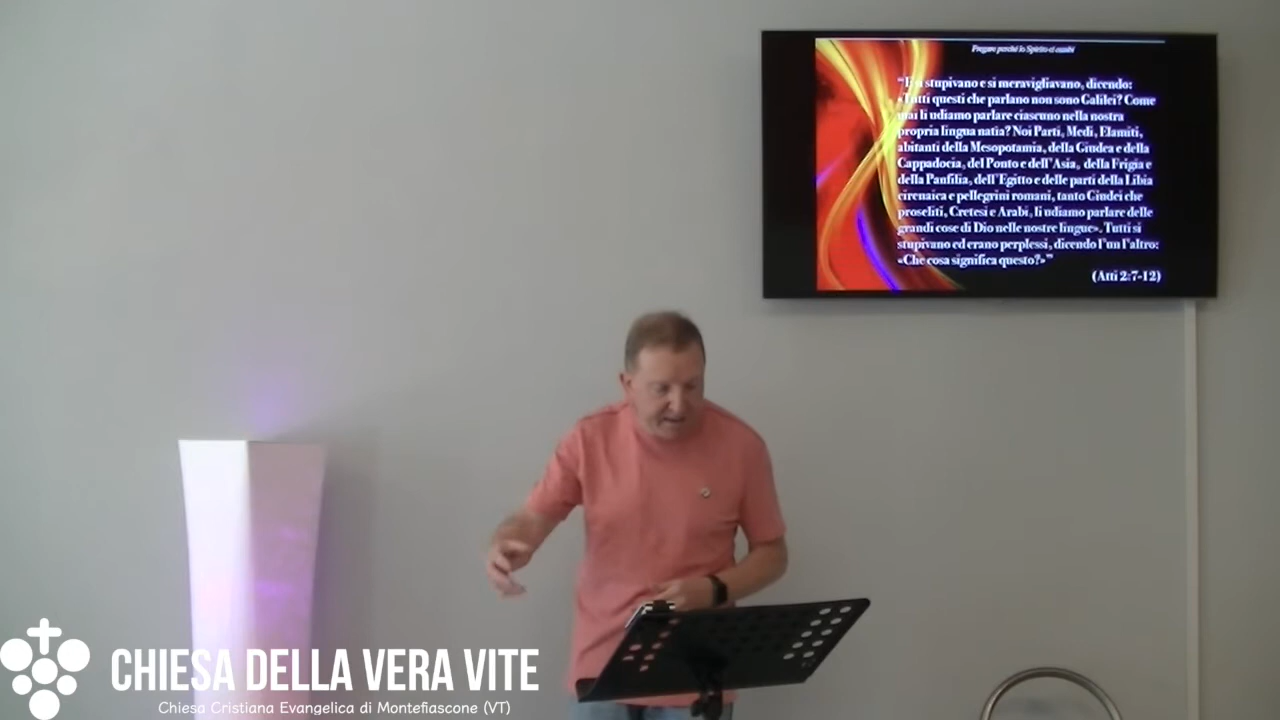 Pregare perché lo Spirito ci cambi
stupivano e si meravigliavano, dicendo:
«Tutti questi che parlano non sono Galilei? Come
mai li udiamo parlare ciascuno nella nostra
propria lingua natia? Noi Parti, Medi, Elamiti,
abitanti della Mesopotamia, della Giudea e della
Cappadocia, del Ponto e dell'Asia, della Frigia e
della Panfilia, dell'Egitto e delle parti della Libia
cirenaica e pellegrini romani, tanto Giudei che
proseliti, Cretesi e Arabi, li udiamo parlare delle
grandi cose di Dio nelle nostre lingue». Tutti si
stupivano ed erano perplessi, dicendo l'un l'altro:
«Che cosa significa questo?»"
(Atti 2:7-12)
CHIESA DELLA VERA VITE
Chiesa Cristiana Evangelica di Montefiascone (VT)